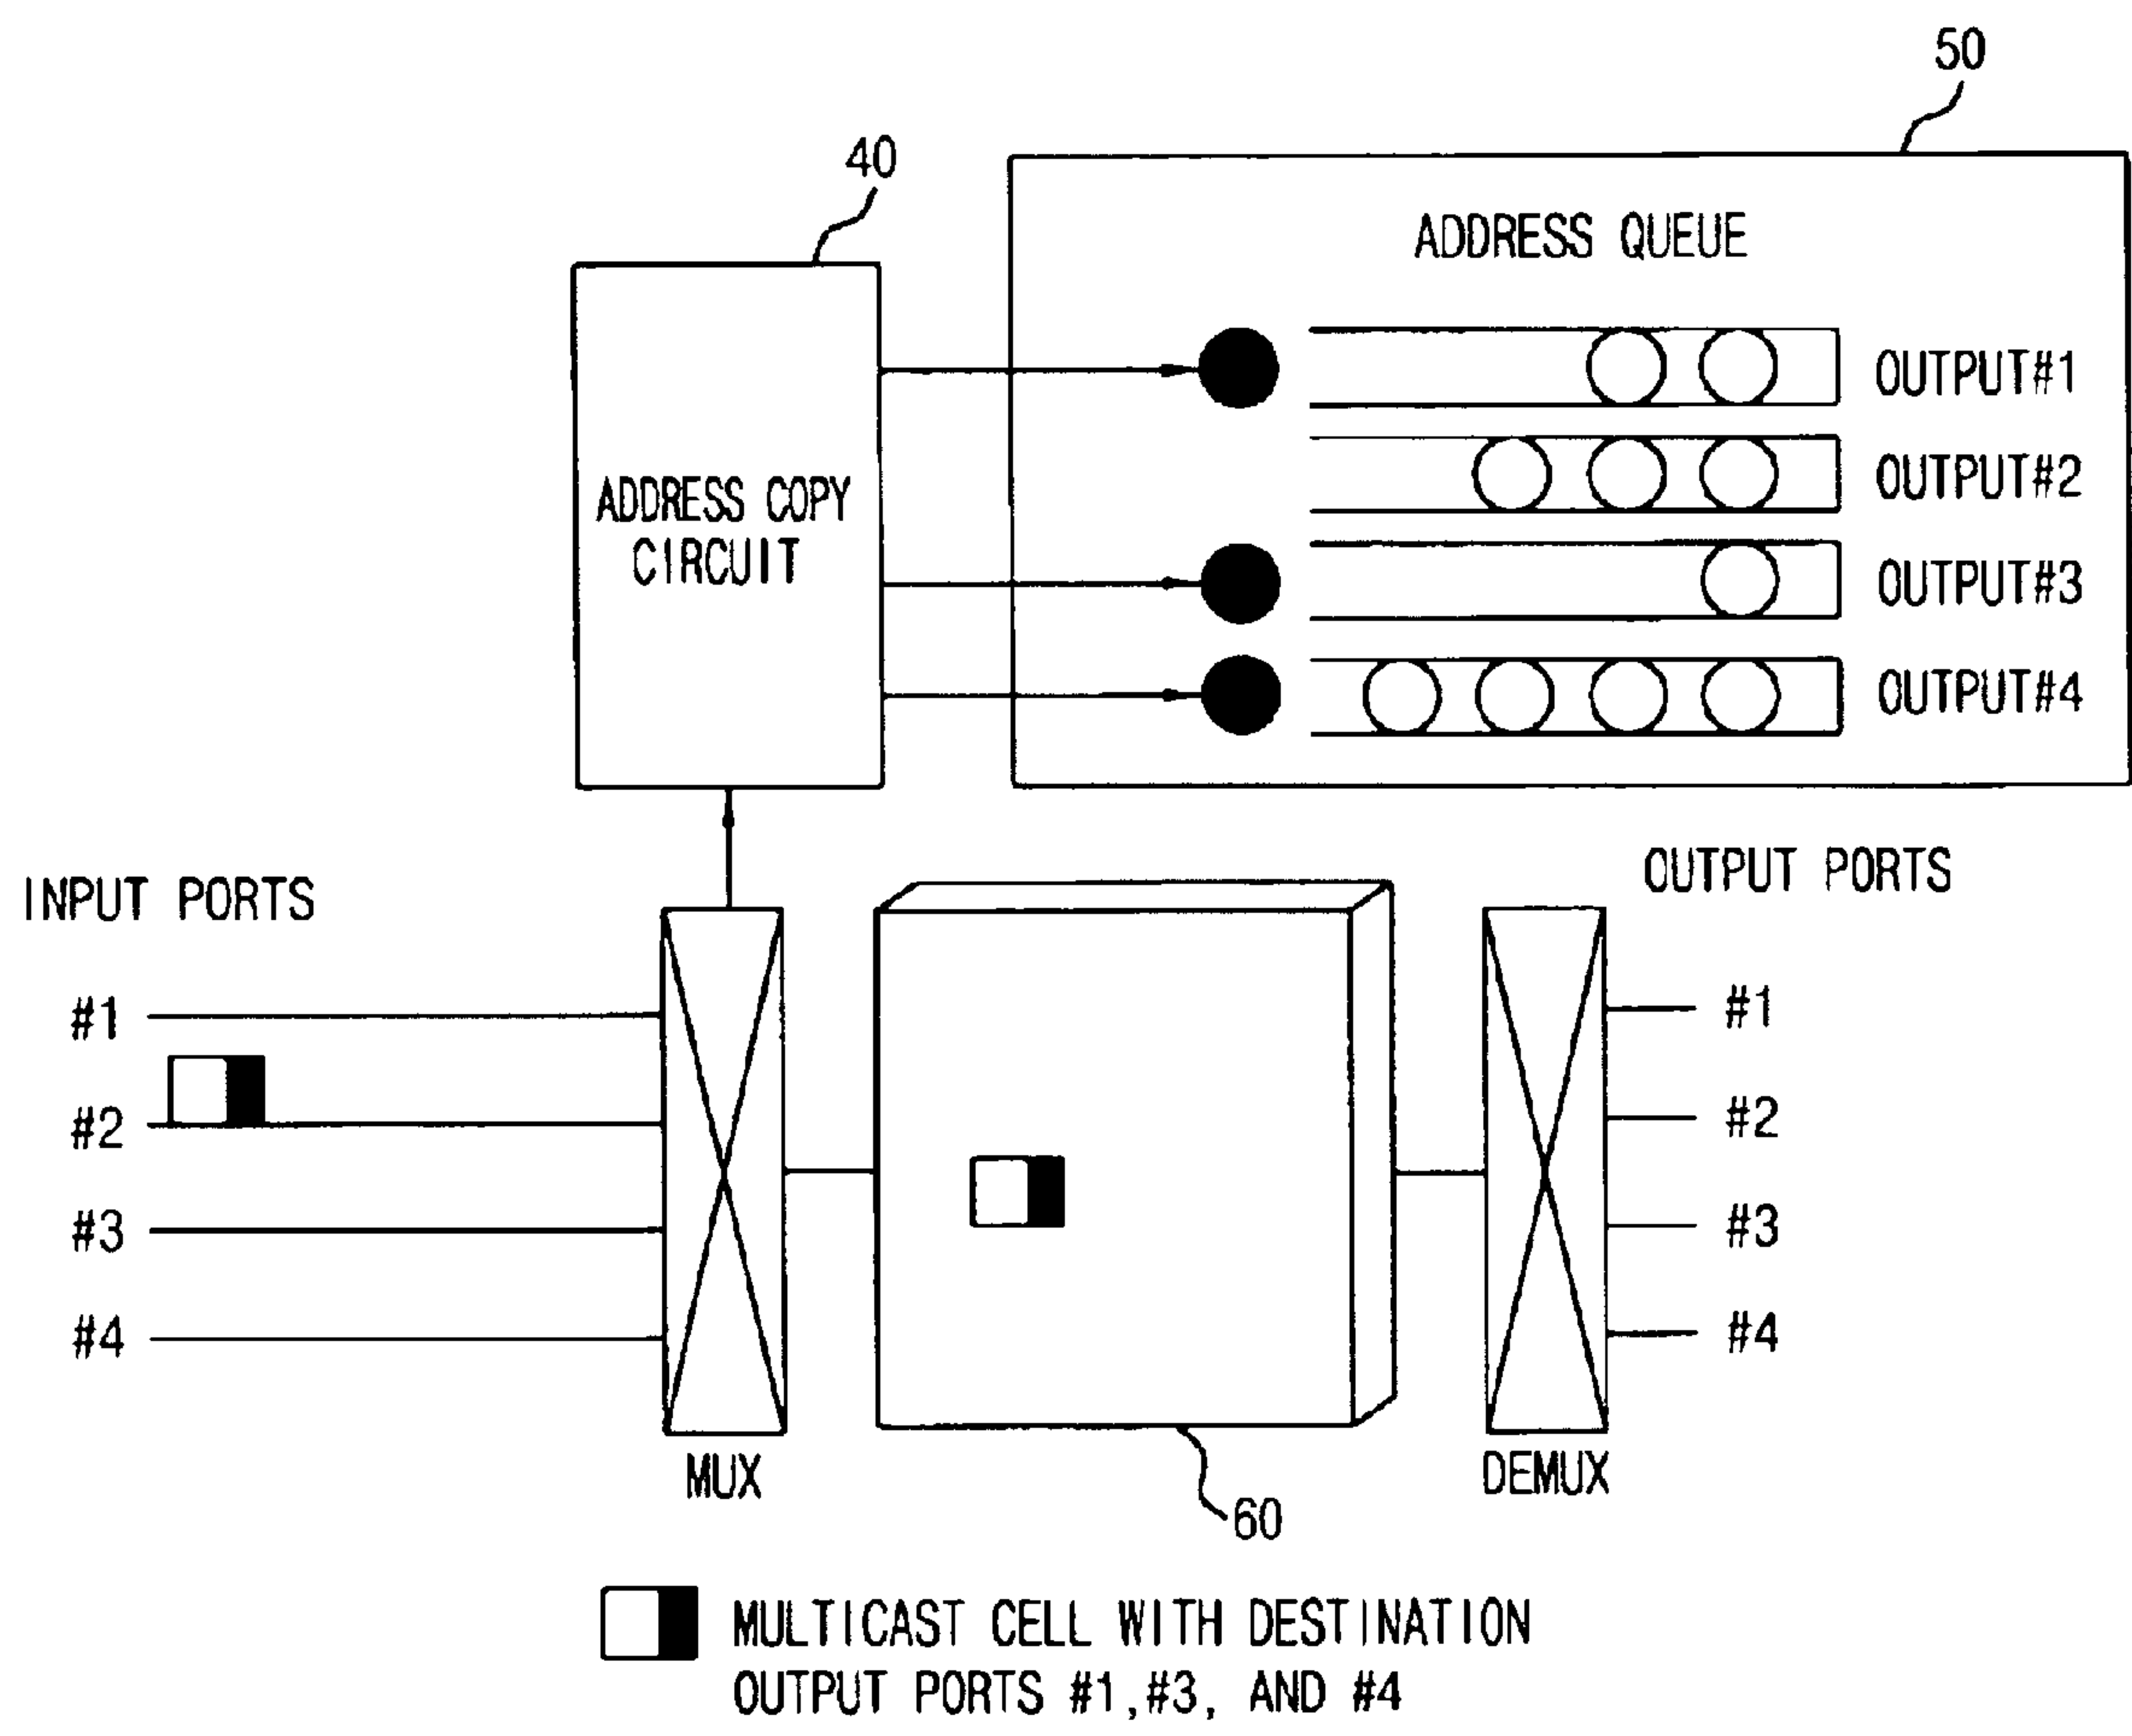 50
40
ADDRESS QUEUE
OUTPUT#1
OUTPUT#2
OUTPUT#3
OUTPUT#4
ADDRESS COPY
CIRCUIT
INPUT PORTS
OUTPUT PORTS
#1
#2
#3
#4
#1
#2
#3
#4
MUX
DEMUX
60
MULTICAST CELL WITH DESTINATION
OUTPUT PORTS #1,#3, AND #4